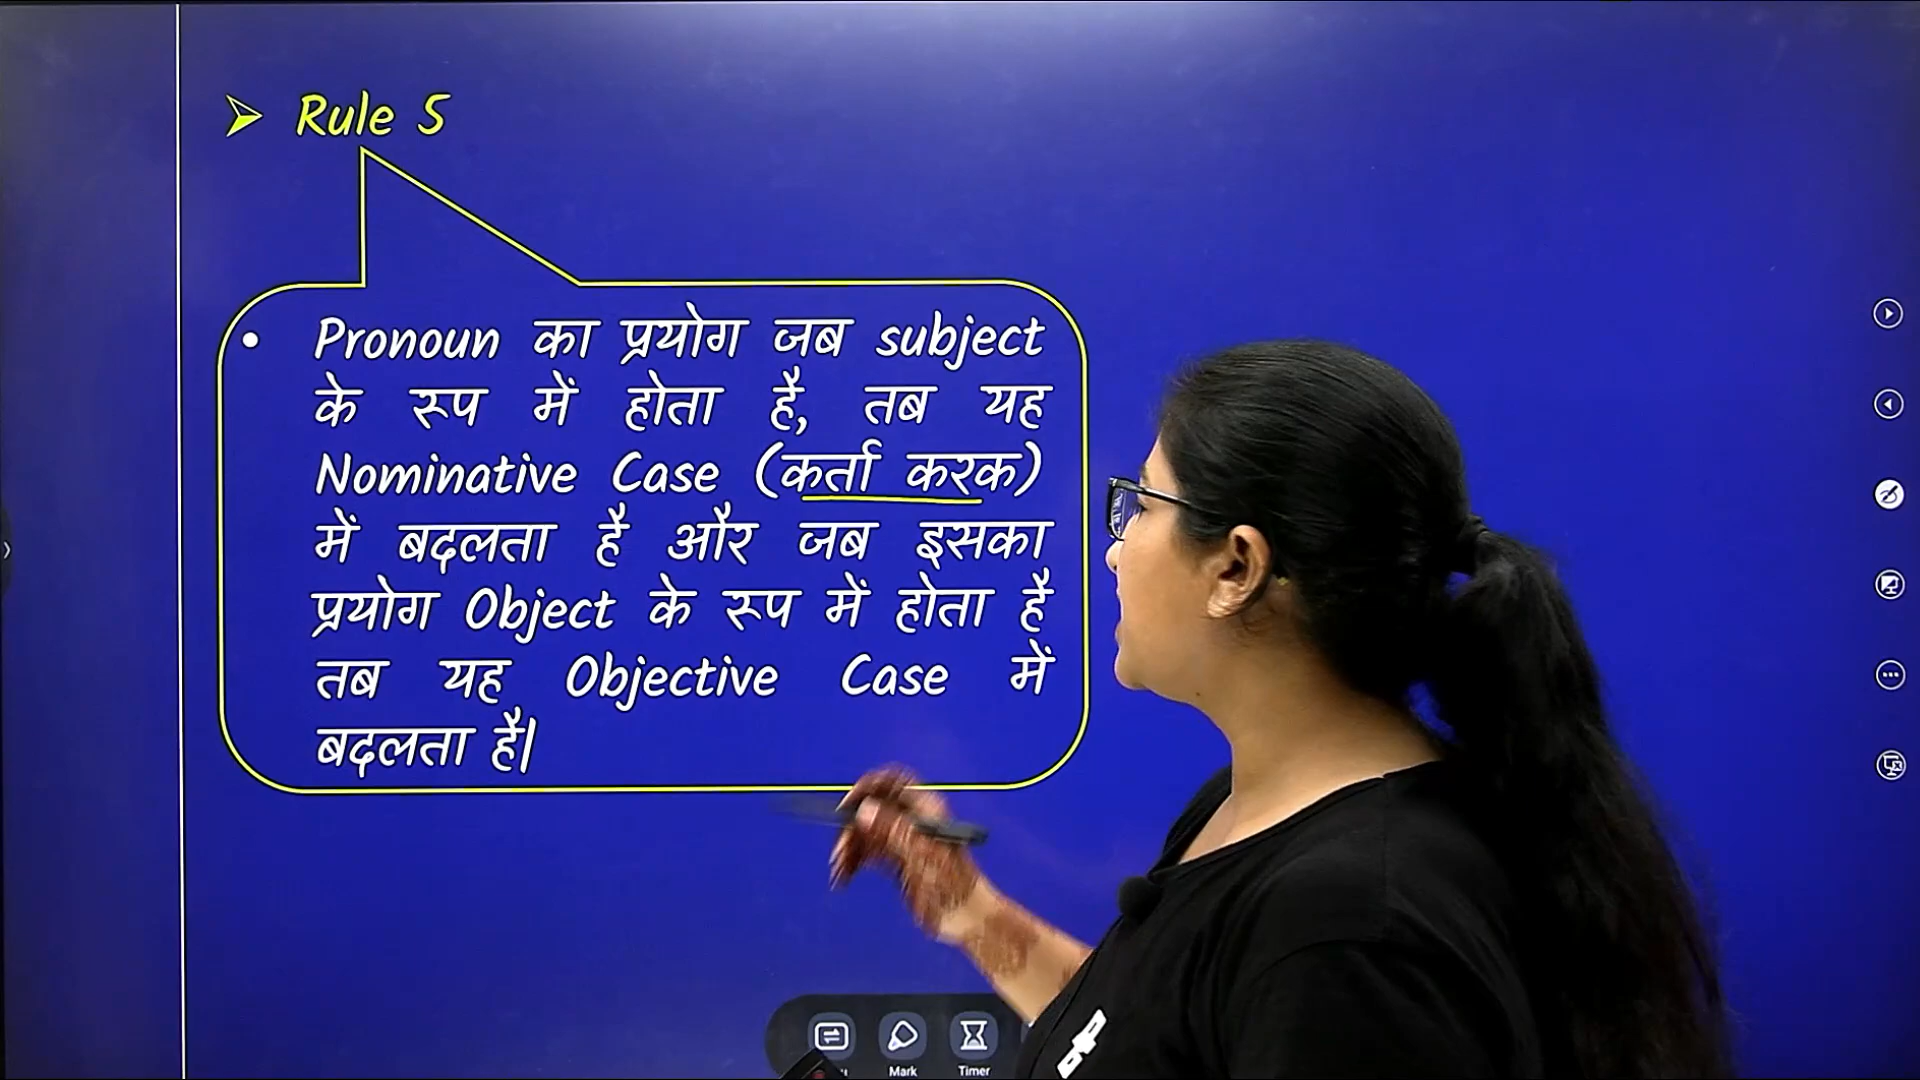 Rule 5
Pronoun का प्रयोग जब subject
के रूप में होता है, तब यह
Nominative Case (कर्ता करक)
में बदलता है और जब इसका
प्रयोग Object के रूप में होता है
तब यह Objective Case में
बदलता है|
Mark Timer